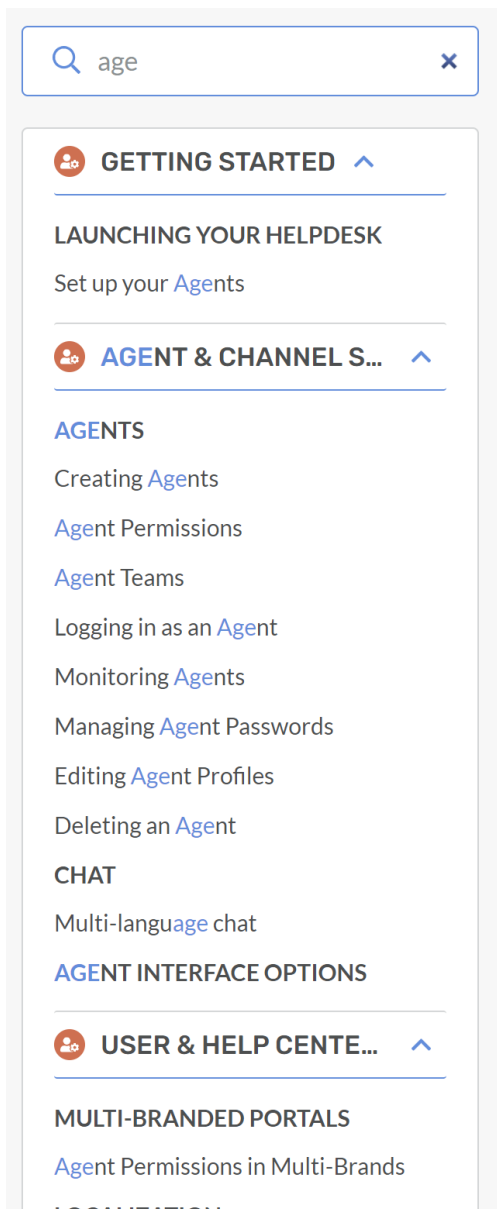 age
GETTING STARTED
LAUNCHING YOUR HELPDESK
Set up your Agents
AGENT & CHANNEL S...
AGENTS
Creating Agents
Agent Permissions
Agent Teams
Logging in as an Agent
Monitoring Agents
Managing Agent Passwords
Editing Agent Profiles
Deleting an Agent
CHAT
Multi-language chat
AGENT INTERFACE OPTIONS
USER & HELP CENTE...
MULTI-BRANDED PORTALS
Agent Permissions in Multi-Brands
LOCALIZATION